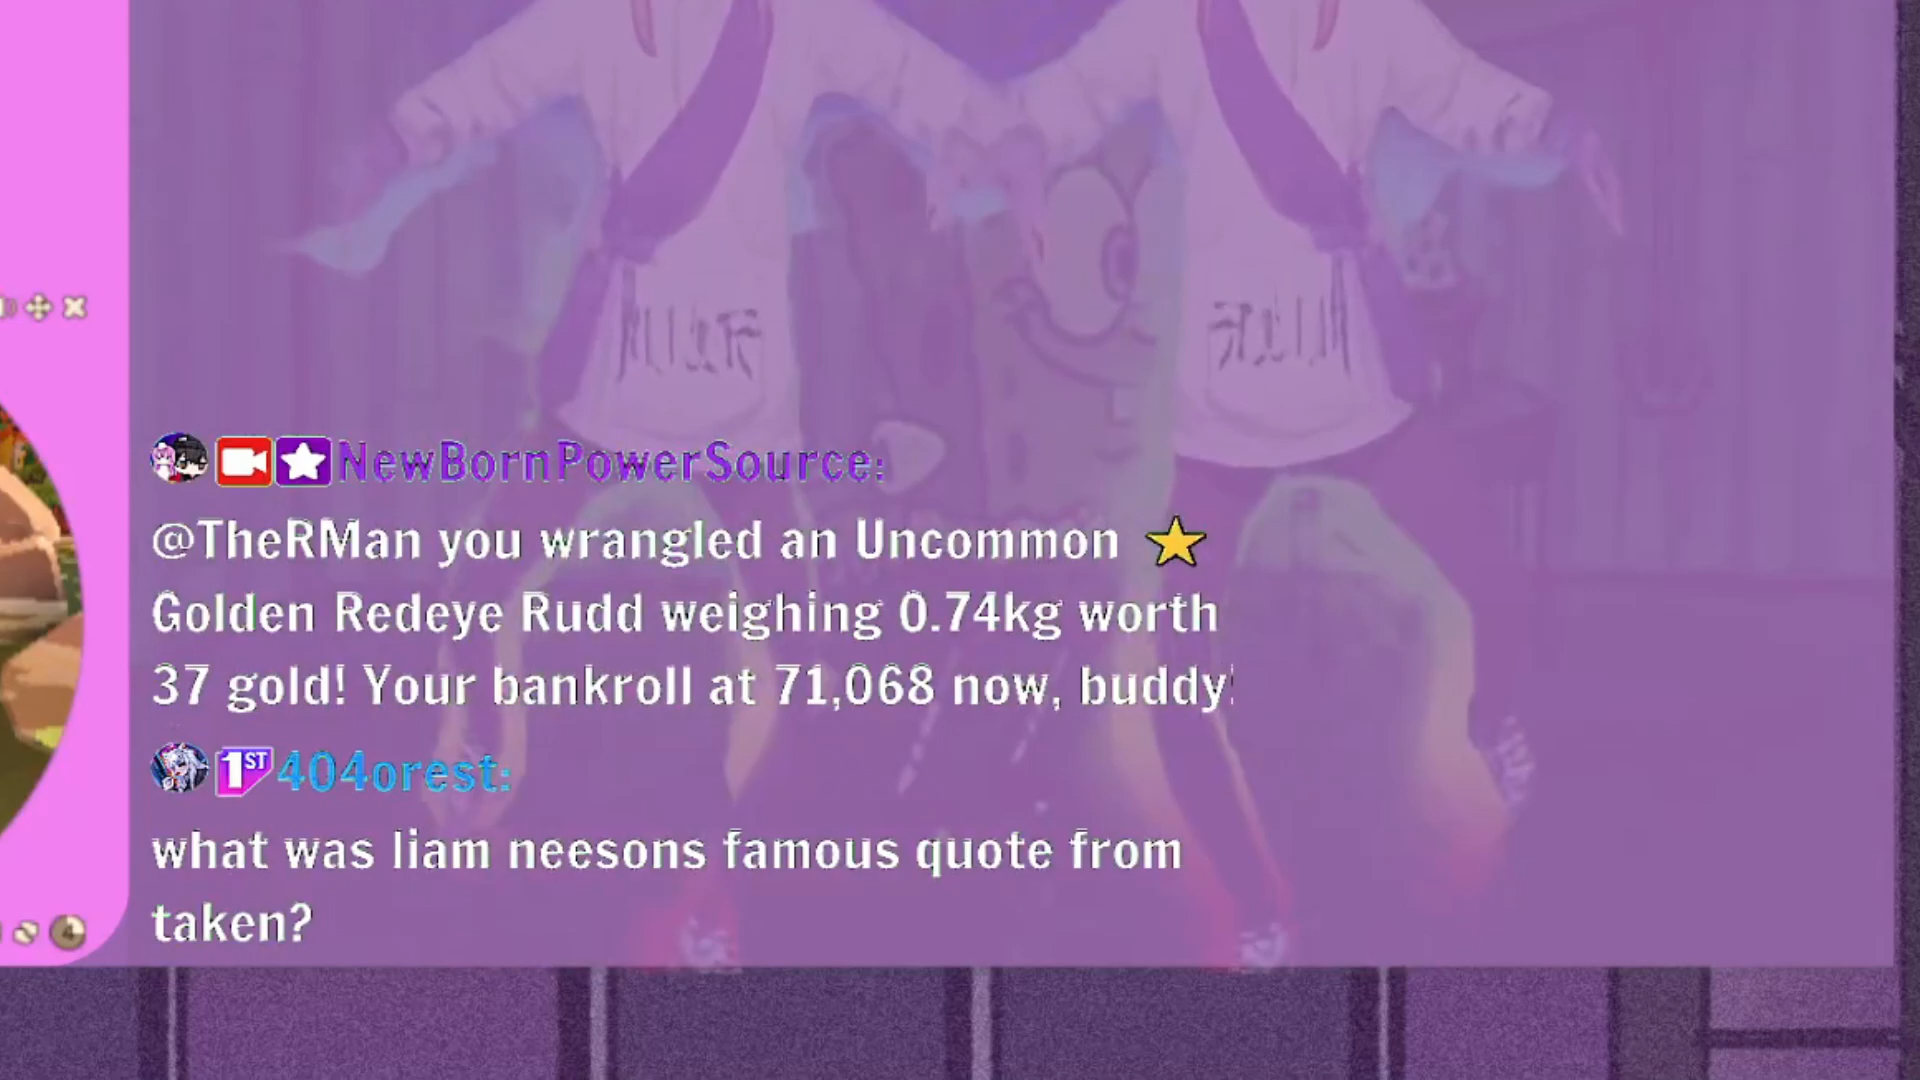 NewBornPowerSource:
@TheRMan you wrangled an Uncommon ⭐
Golden Redeye Rudd weighing 0.74kg worth
37 gold! Your bankroll at 71,068 now, buddy!
1ST 404orest:
what was liam neesons famous quote from
taken?
4